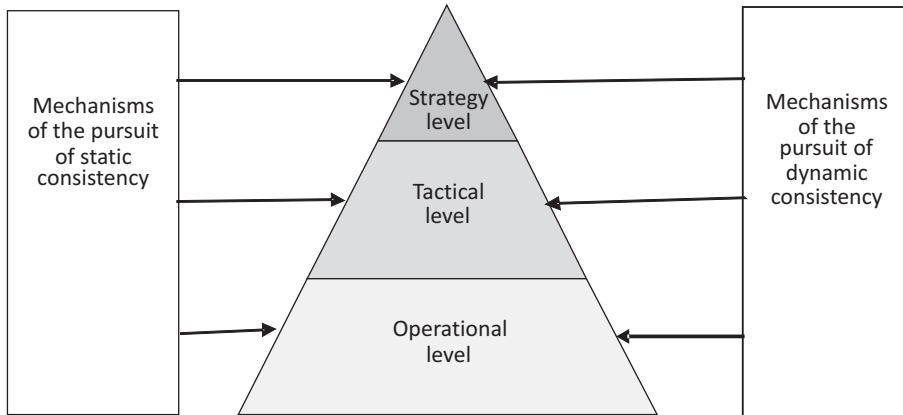 Mechanisms
of the pursuit
of static
consistency
Strategy
level
Tactical
level
Operational
level
Mechanisms
of the
pursuit of
dynamic
consistency